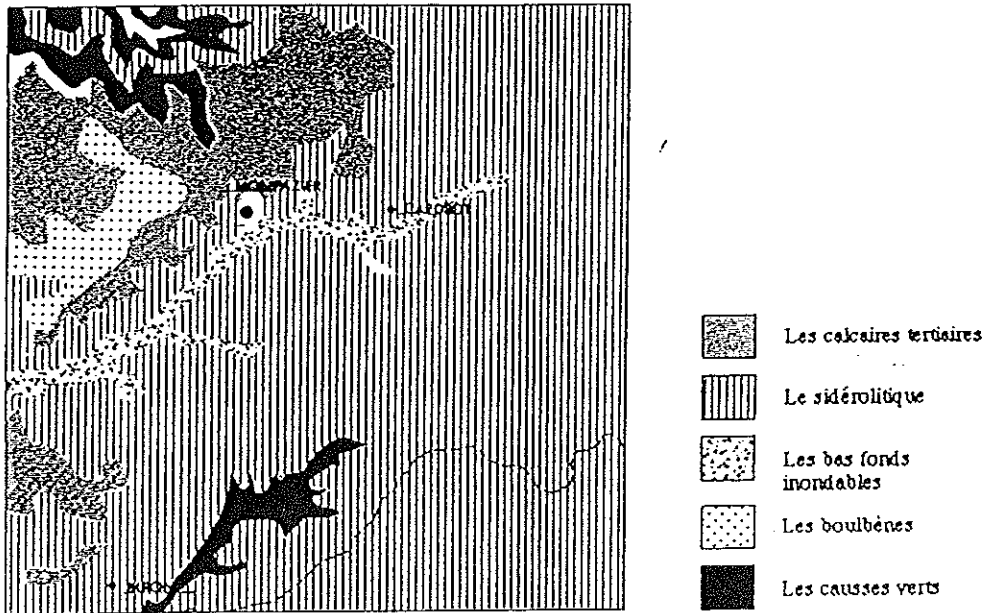 Les calcaires tertiaires
Le sidérolitique
Les bas fonds
inondables
Les boulbènes
Les causses verts